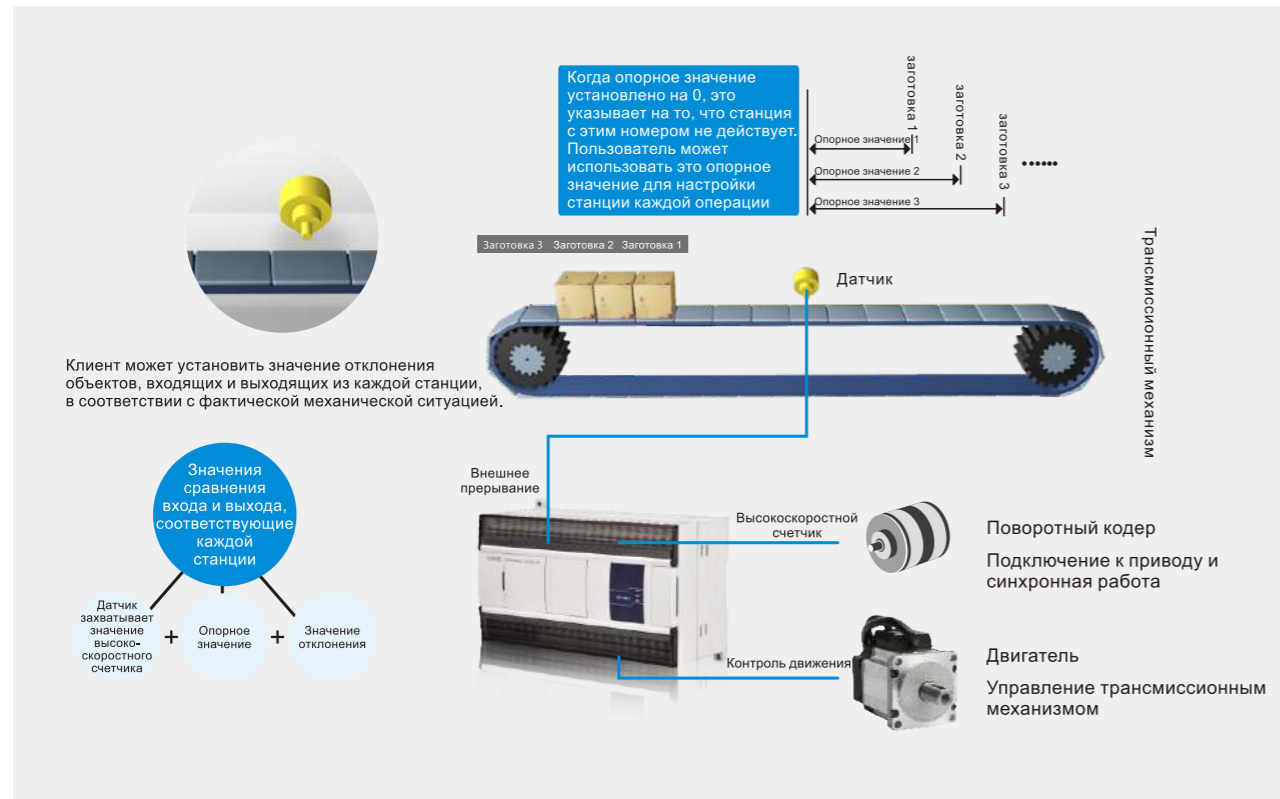 Когда опорное значение
установлено на 0, это
указывает на то, что станция
с этим номером не действует.
Пользователь может
использовать это опорное
значение для настройки
станции каждой операции
заготовка 1
заготовка 2
заготовка 3
Опорное значение 1
Опорное значение 2
Опорное значение 3
Заготовка 3 Заготовка 2 Заготовка 1
Датчик
Трансмиссионный механизм
Клиент может установить значение отклонения
объектов, входящих и выходящих из каждой станции,
в соответствии с фактической механической ситуацией.
Значения
сравнения
входа и выхода,
соответствующие
каждой
станции
Датчик
захватывает
значение
высоко-
скоростного
счетчика
+
Опорное
значение
+
Значение
отклонения
Внешнее
прерывание
Высокоскоростной
счетчик
Поворотный кодер
Подключение к приводу и
синхронная работа
Контроль движения
Двигатель
Управление трансмиссионным
механизмом